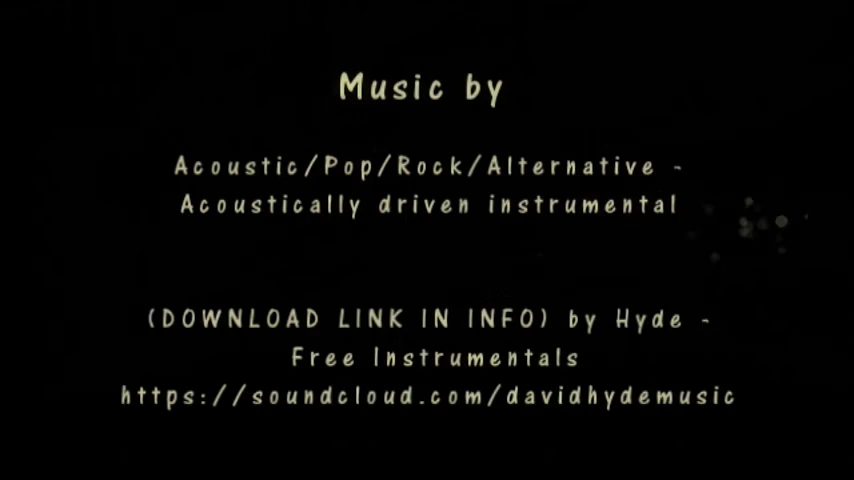 Music by
Acoustic/Pop/Rock/Alternative -
Acoustically driven instrumental
(DOWNLOAD LINK IN INFO) by Hyde -
Free Instrumentals
https://soundcloud.com/davidhydemusic